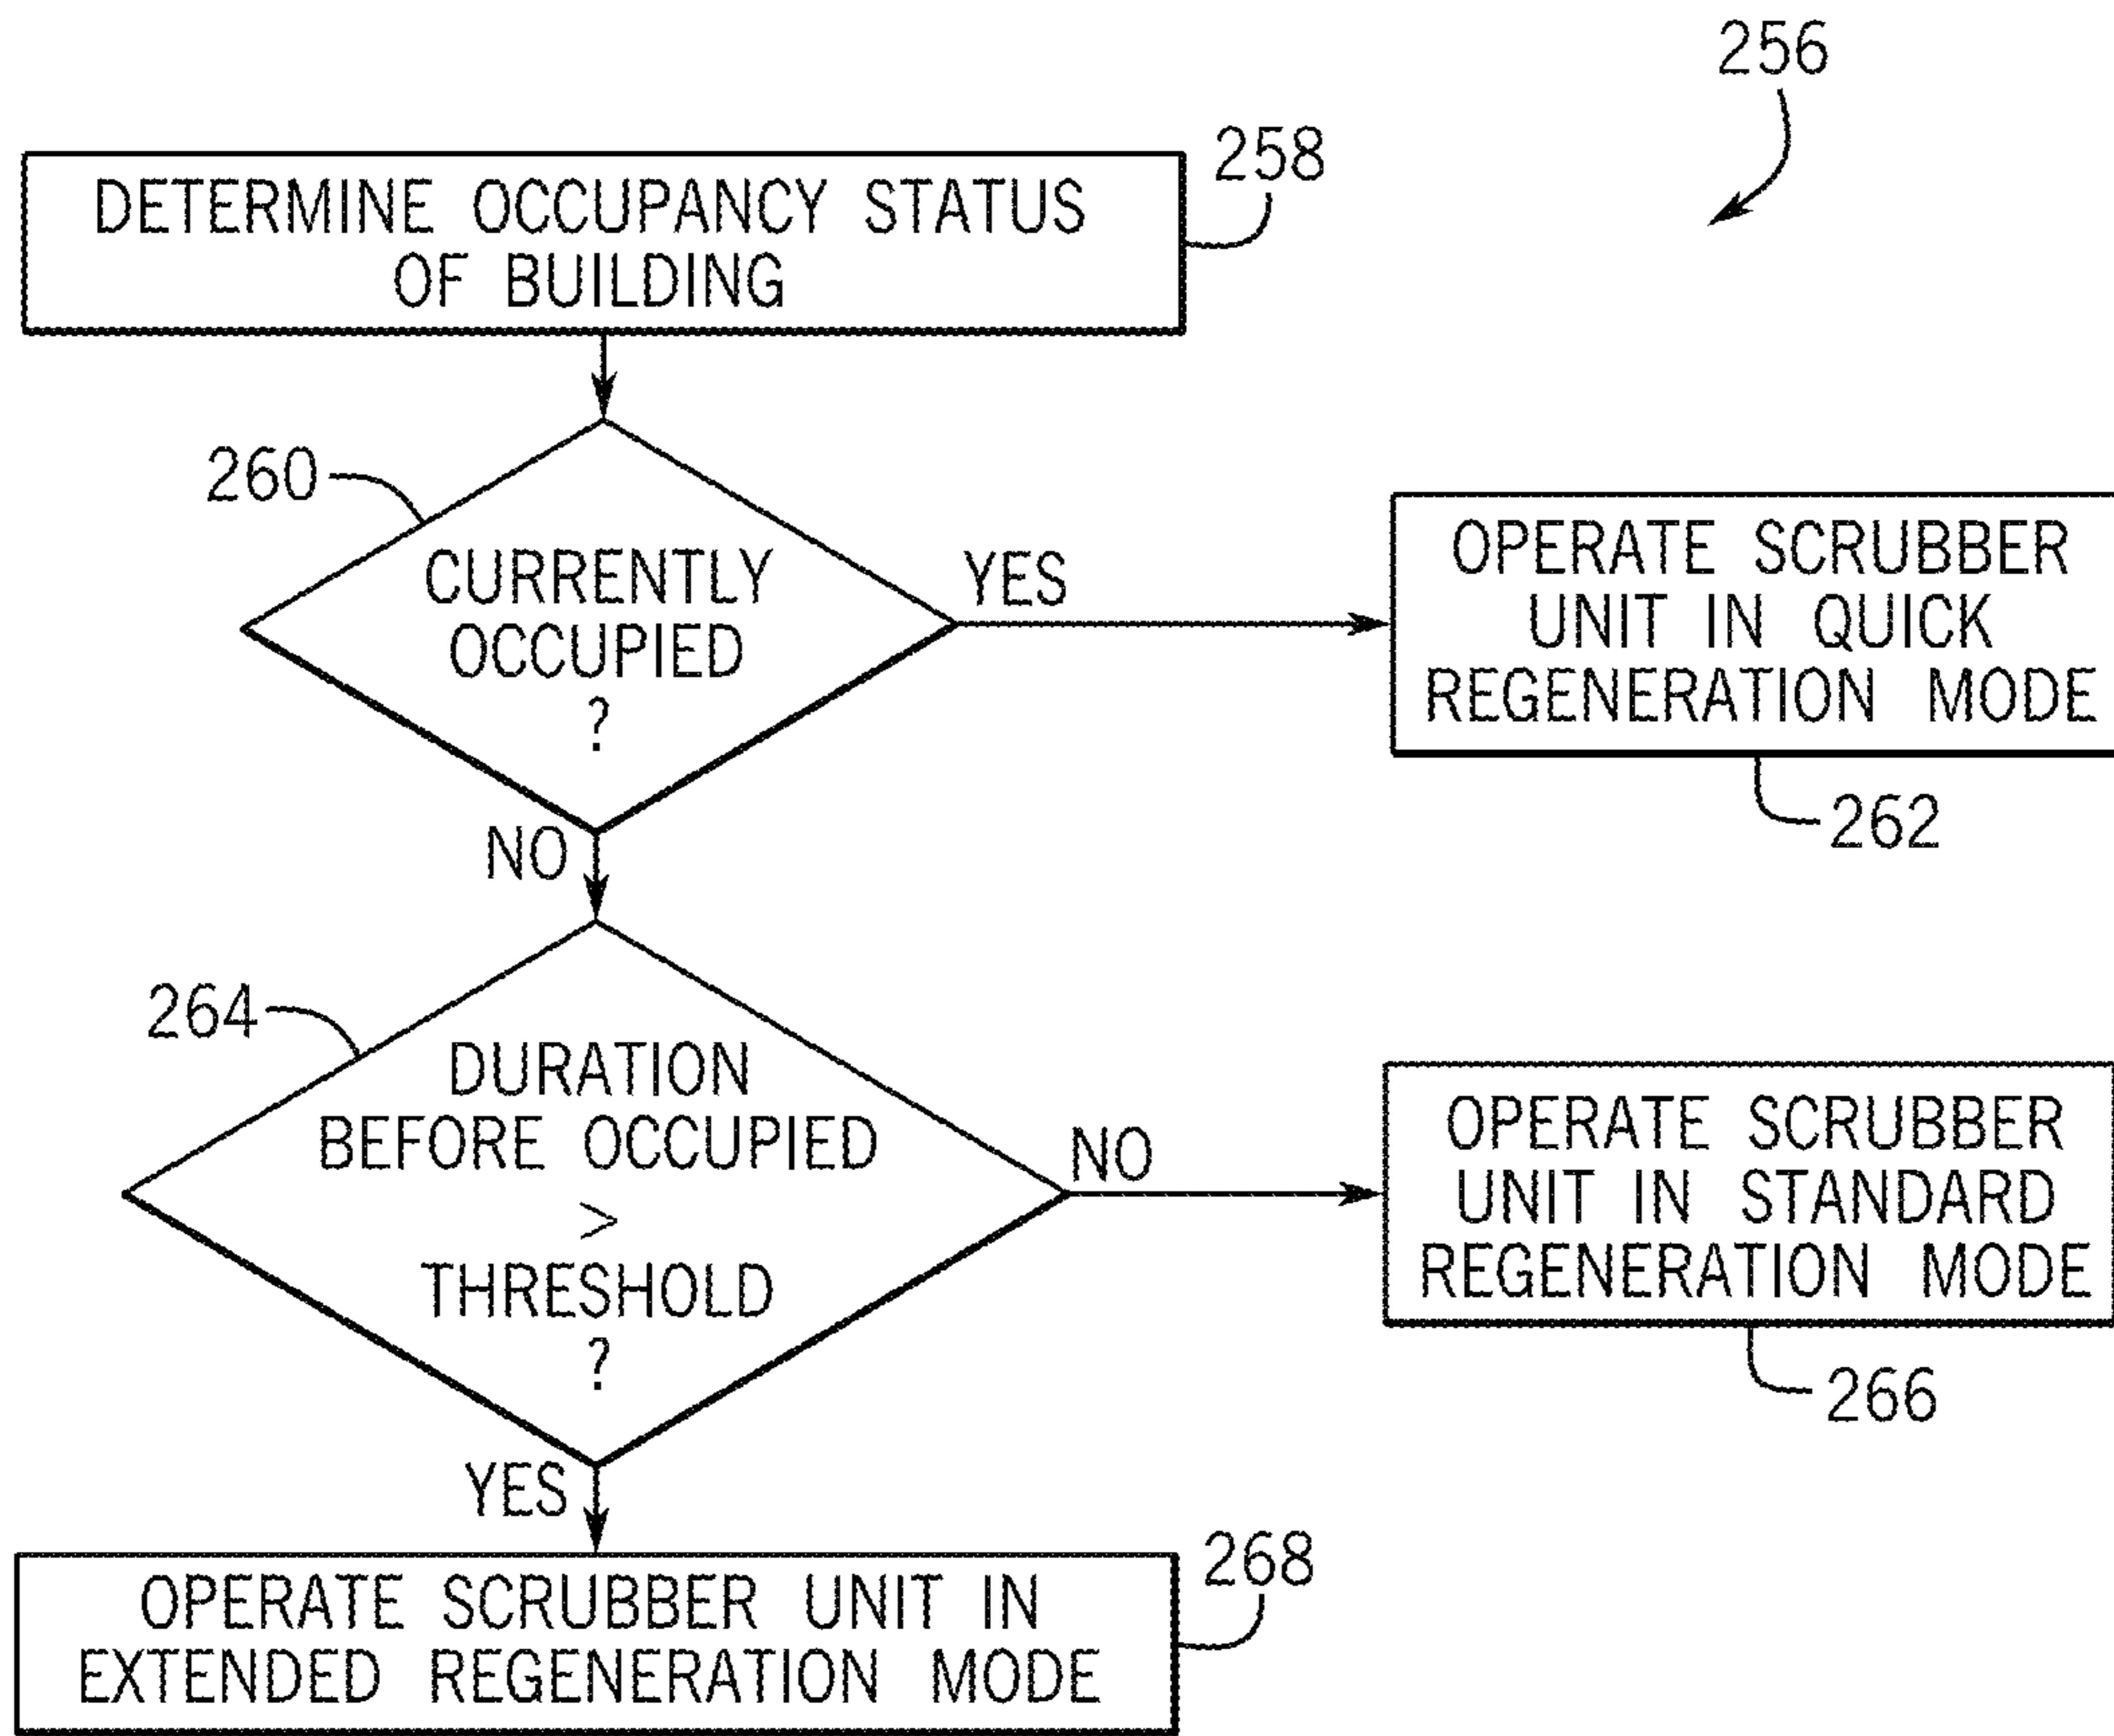 256
DETERMINE OCCUPANCY STATUS
OF BUILDING
258
260
CURRENTLY
OCCUPIED
?
YES
OPERATE SCRUBBER
UNIT IN QUICK
REGENERATION MODE
262
NO
264
DURATION
BEFORE OCCUPIED
>
THRESHOLD
?
NO
OPERATE SCRUBBER
UNIT IN STANDARD
REGENERATION MODE
266
YES
OPERATE SCRUBBER UNIT IN
EXTENDED REGENERATION MODE
268